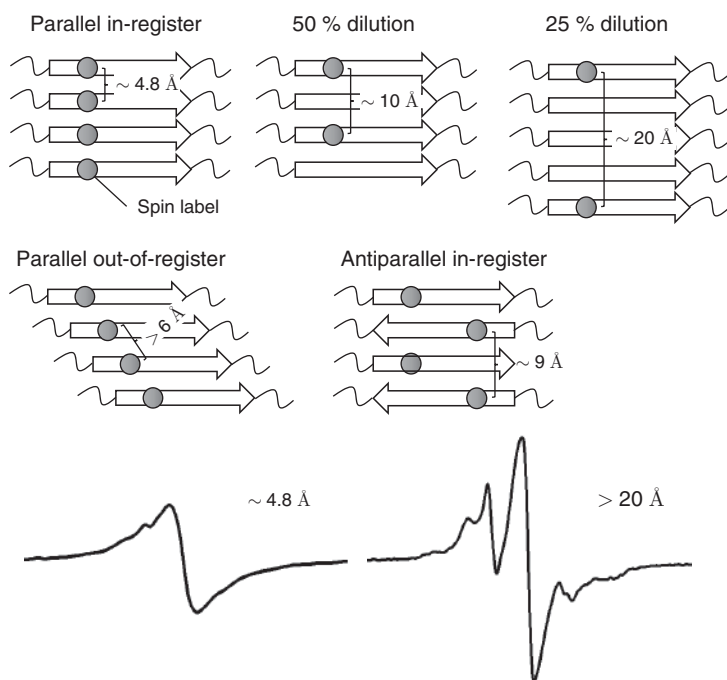 Parallel in-register
50 % dilution
25 % dilution
~ 4.8 Å
~ 10 Å
~ 20 Å
Spin label
Parallel out-of-register
Antiparallel in-register
> 6 Å
~ 9 Å
~ 4.8 Å
> 20 Å